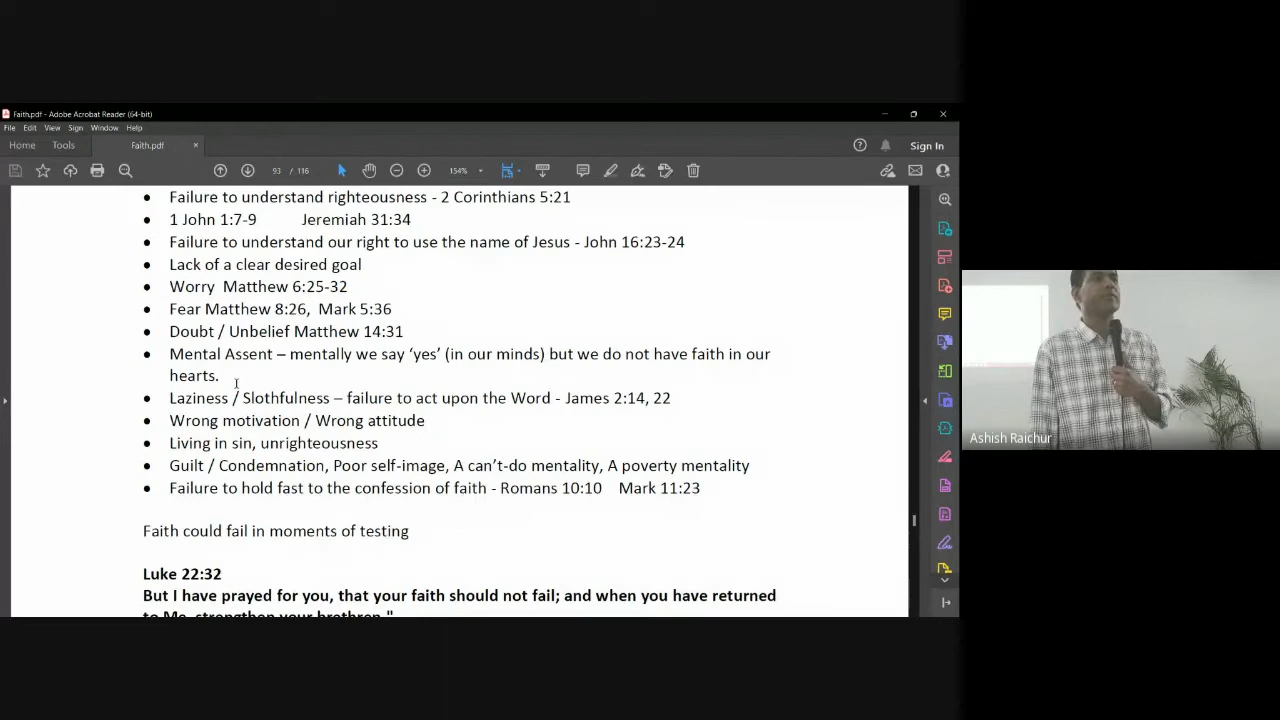 Faith.pdf - Adobe Acrobat Reader (64-bit)
File Edit View Sign Window Help
Home Tools Faith.pdf × Sign In
93 / 116 154%
• Failure to understand righteousness - 2 Corinthians 5:21
• 1 John 1:7-9 Jeremiah 31:34
• Failure to understand our right to use the name of Jesus - John 16:23-24
• Lack of a clear desired goal
• Worry Matthew 6:25-32
• Fear Matthew 8:26, Mark 5:36
• Doubt / Unbelief Matthew 14:31
• Mental Assent – mentally we say ‘yes’ (in our minds) but we do not have faith in our
hearts.
• Laziness / Slothfulness – failure to act upon the Word - James 2:14, 22
• Wrong motivation / Wrong attitude
• Living in sin, unrighteousness
• Guilt / Condemnation, Poor self-image, A can’t-do mentality, A poverty mentality
• Failure to hold fast to the confession of faith - Romans 10:10 Mark 11:23
Faith could fail in moments of testing
Luke 22:32
But I have prayed for you, that your faith should not fail; and when you have returned
to Me, strengthen your brethren."
Ashish Raichur